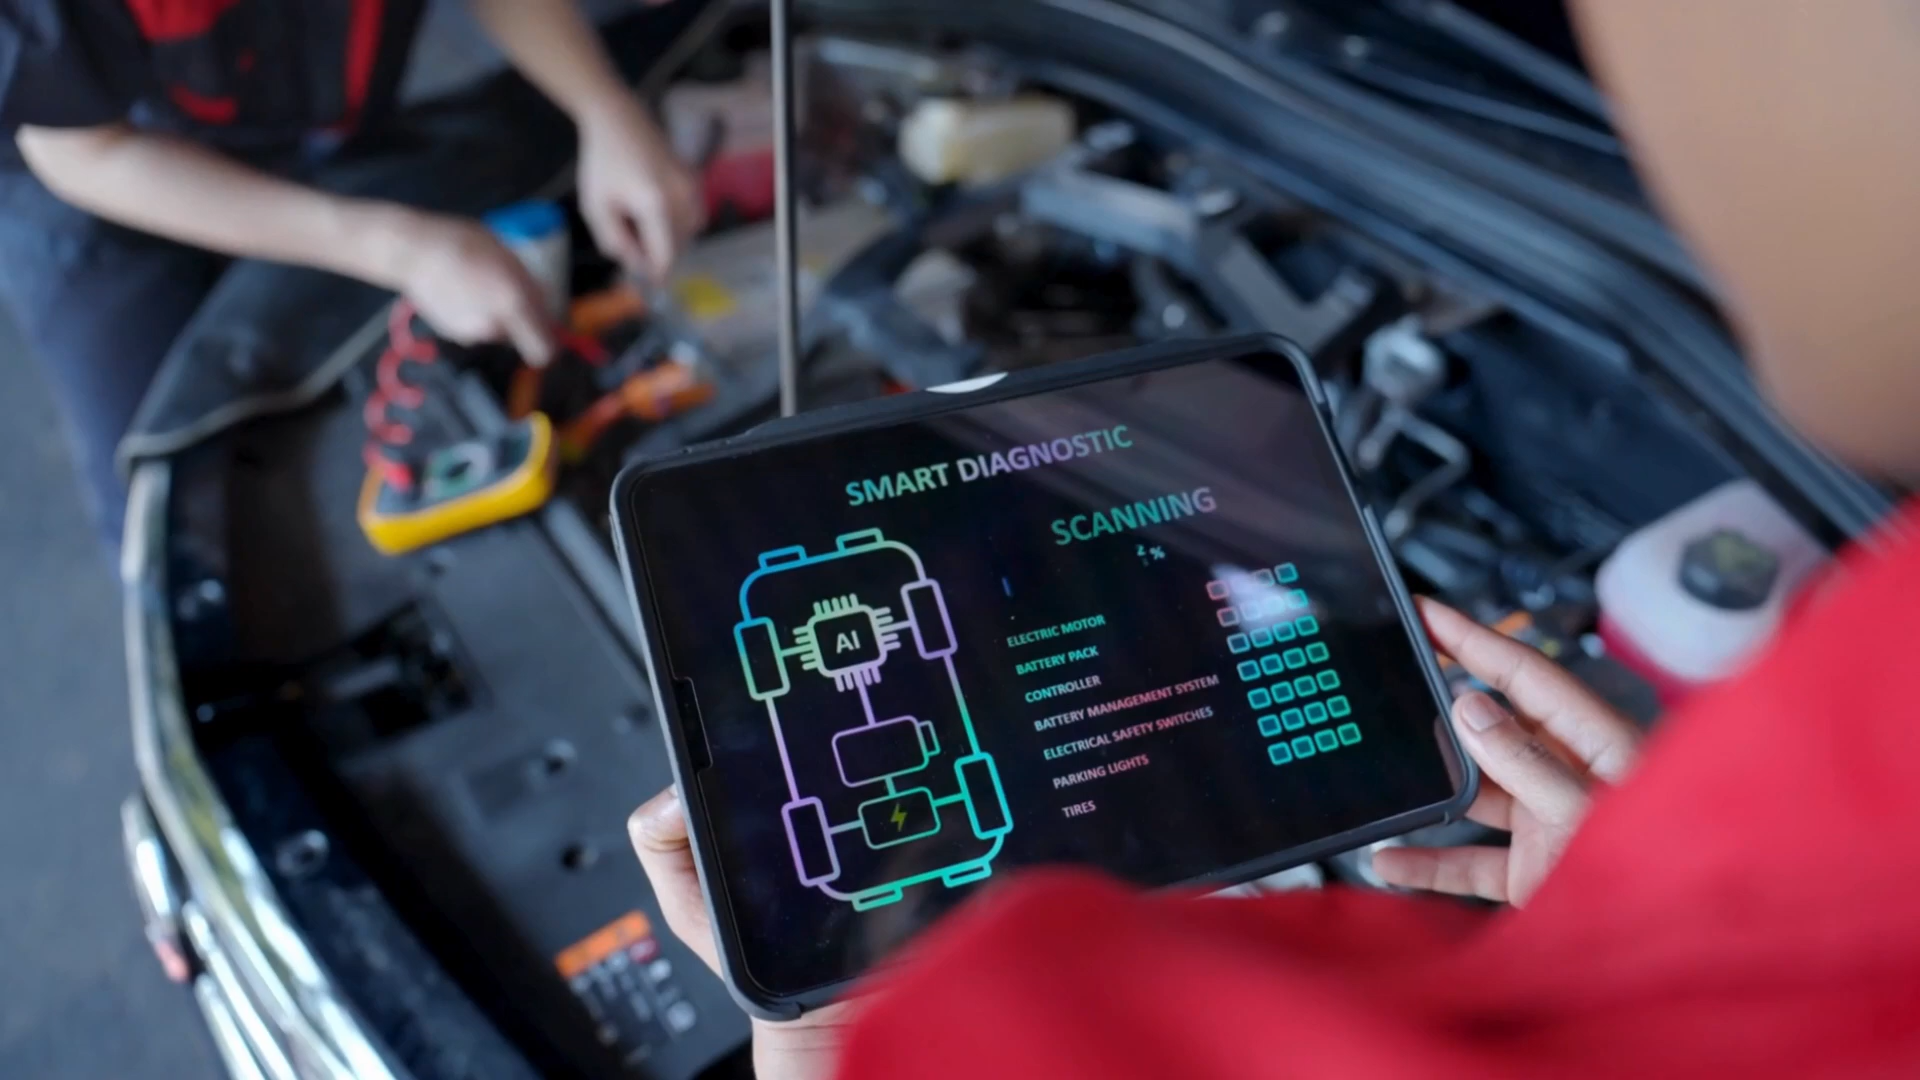 SMART DIAGNOSTIC
SCANNING
%
AI
ELECTRIC MOTOR
BATTERY PACK
CONTROLLER
BATTERY MANAGEMENT SYSTEM
ELECTRICAL SAFETY SWITCHES
PARKING LIGHTS
TIRES